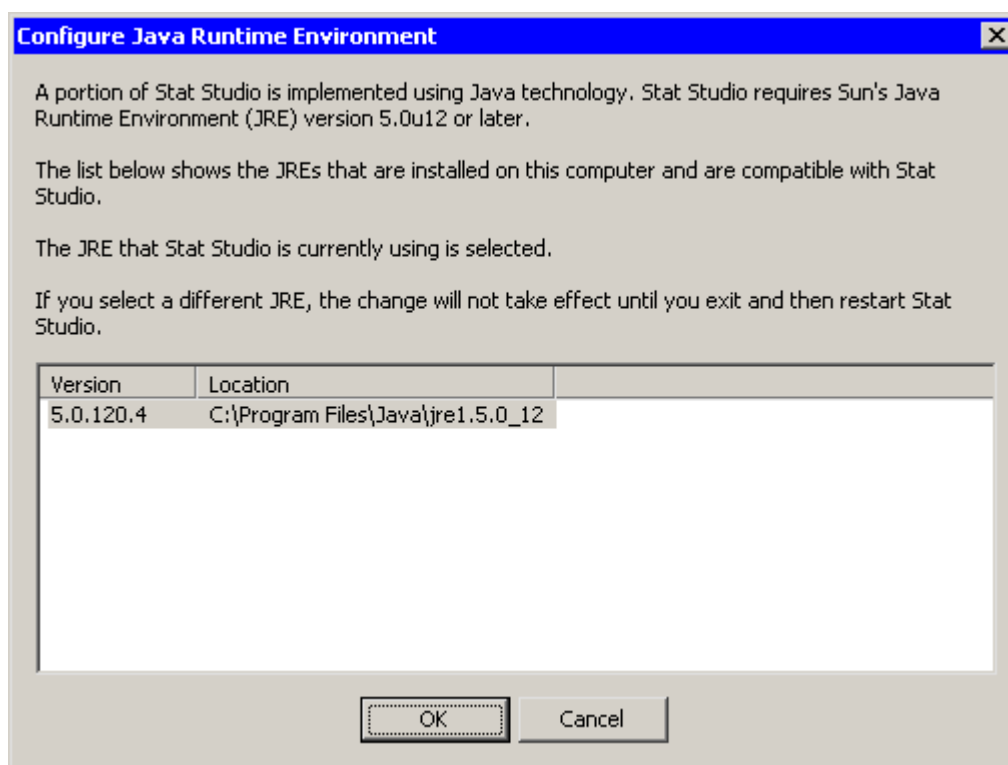 Configure Java Runtime Environment
A portion of Stat Studio is implemented using Java technology. Stat Studio requires Sun's Java
Runtime Environment (JRE) version 5.0u12 or later.
The list below shows the JREs that are installed on this computer and are compatible with Stat
Studio.
The JRE that Stat Studio is currently using is selected.
If you select a different JRE, the change will not take effect until you exit and then restart Stat
Studio.
Version Location
5.0.120.4 C:\Program Files\Java\jre1.5.0_12
OK Cancel